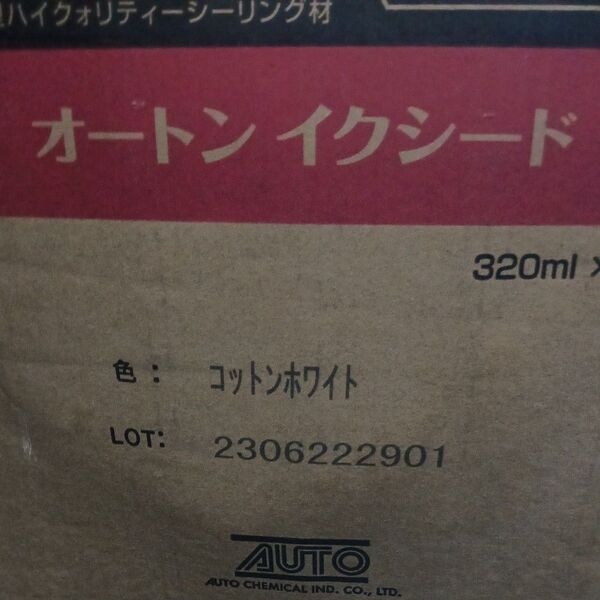 ハイクォリティーシーリング材
オートン イクシード
320ml ×
色： コットンホワイト
LOT: 2306222901
AUTO
AUTO CHEMICAL IND. CO., LTD.